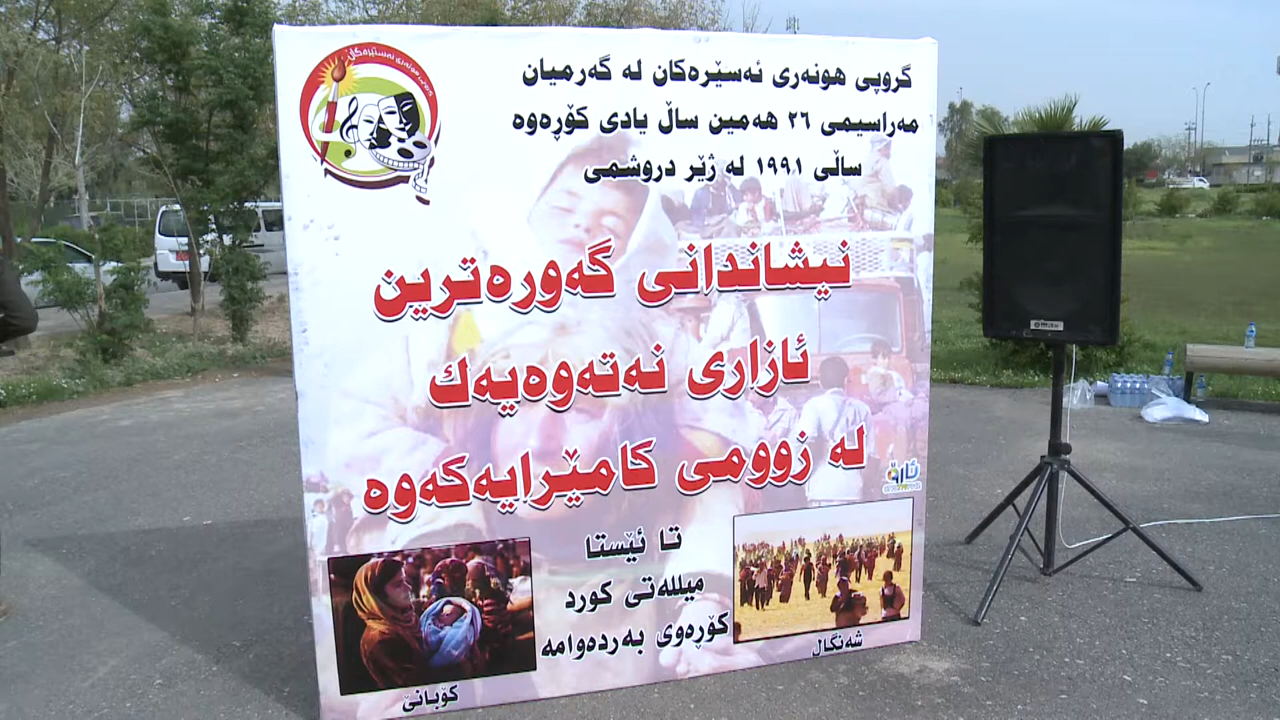 گروپی هونەری ئەستێرەکان لە گەرمیان
مەراسیمی ٢٦ هەمین ساڵ یادی کۆڕەوە
ساڵی ١٩٩١ لە ژێر دروشمی
نیشاندانی گەورەترین
ئازاری نەتەوەیەك
لە زوومی کامێرایەکەوە
ئارۆ
تا ئێستا
میللەتی کورد
کۆڕەوی بەردەوامە
شەنگال
کۆبانێ